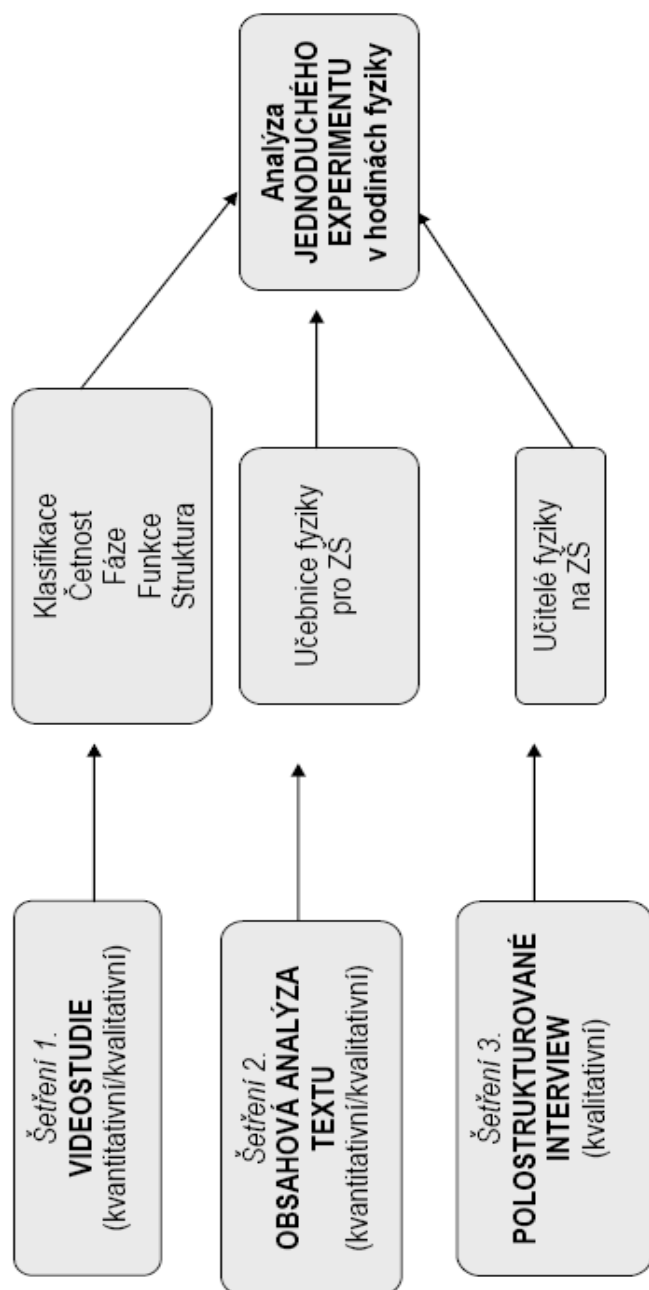 Šetření 1.
VIDEOSTUDIE
(kvantitativní/kvalitativní)
Klasifikace
Četnost
Fáze
Funkce
Struktura
Šetření 2.
OBSAHOVÁ ANALÝZA
TEXTU
(kvantitativní/kvalitativní)
Učebnice fyziky
pro ZŠ
Šetření 3.
POLOSTRUKTUROVANÉ
INTERVIEW
(kvalitativní)
Učitelé fyziky
na ZŠ
Analýza
JEDNODUCHÉHO
EXPERIMENTU
v hodinách fyziky